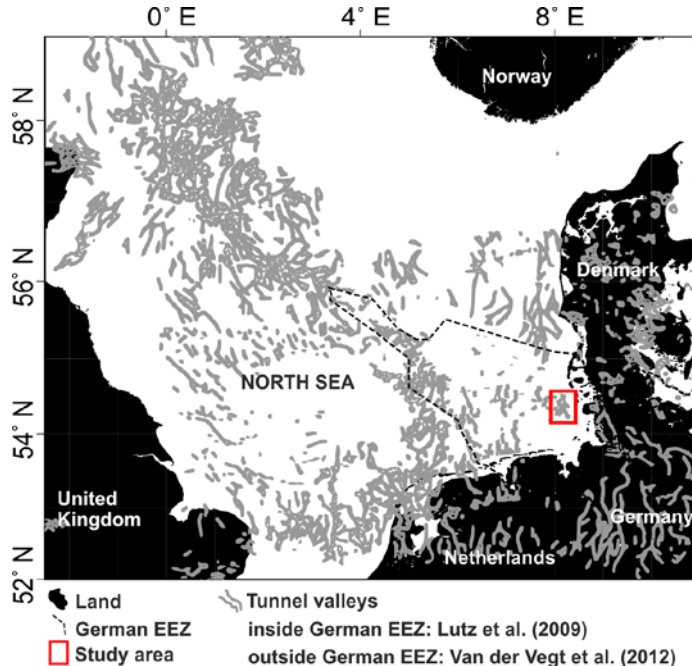 0° E 4° E 8° E
58° N
56° N
54° N
52° N
Norway
Denmark
NORTH SEA
United
Kingdom
Germany
Netherlands
Land Tunnel valleys
German EEZ inside German EEZ: Lutz et al. (2009)
Study area outside German EEZ: Van der Vegt et al. (2012)